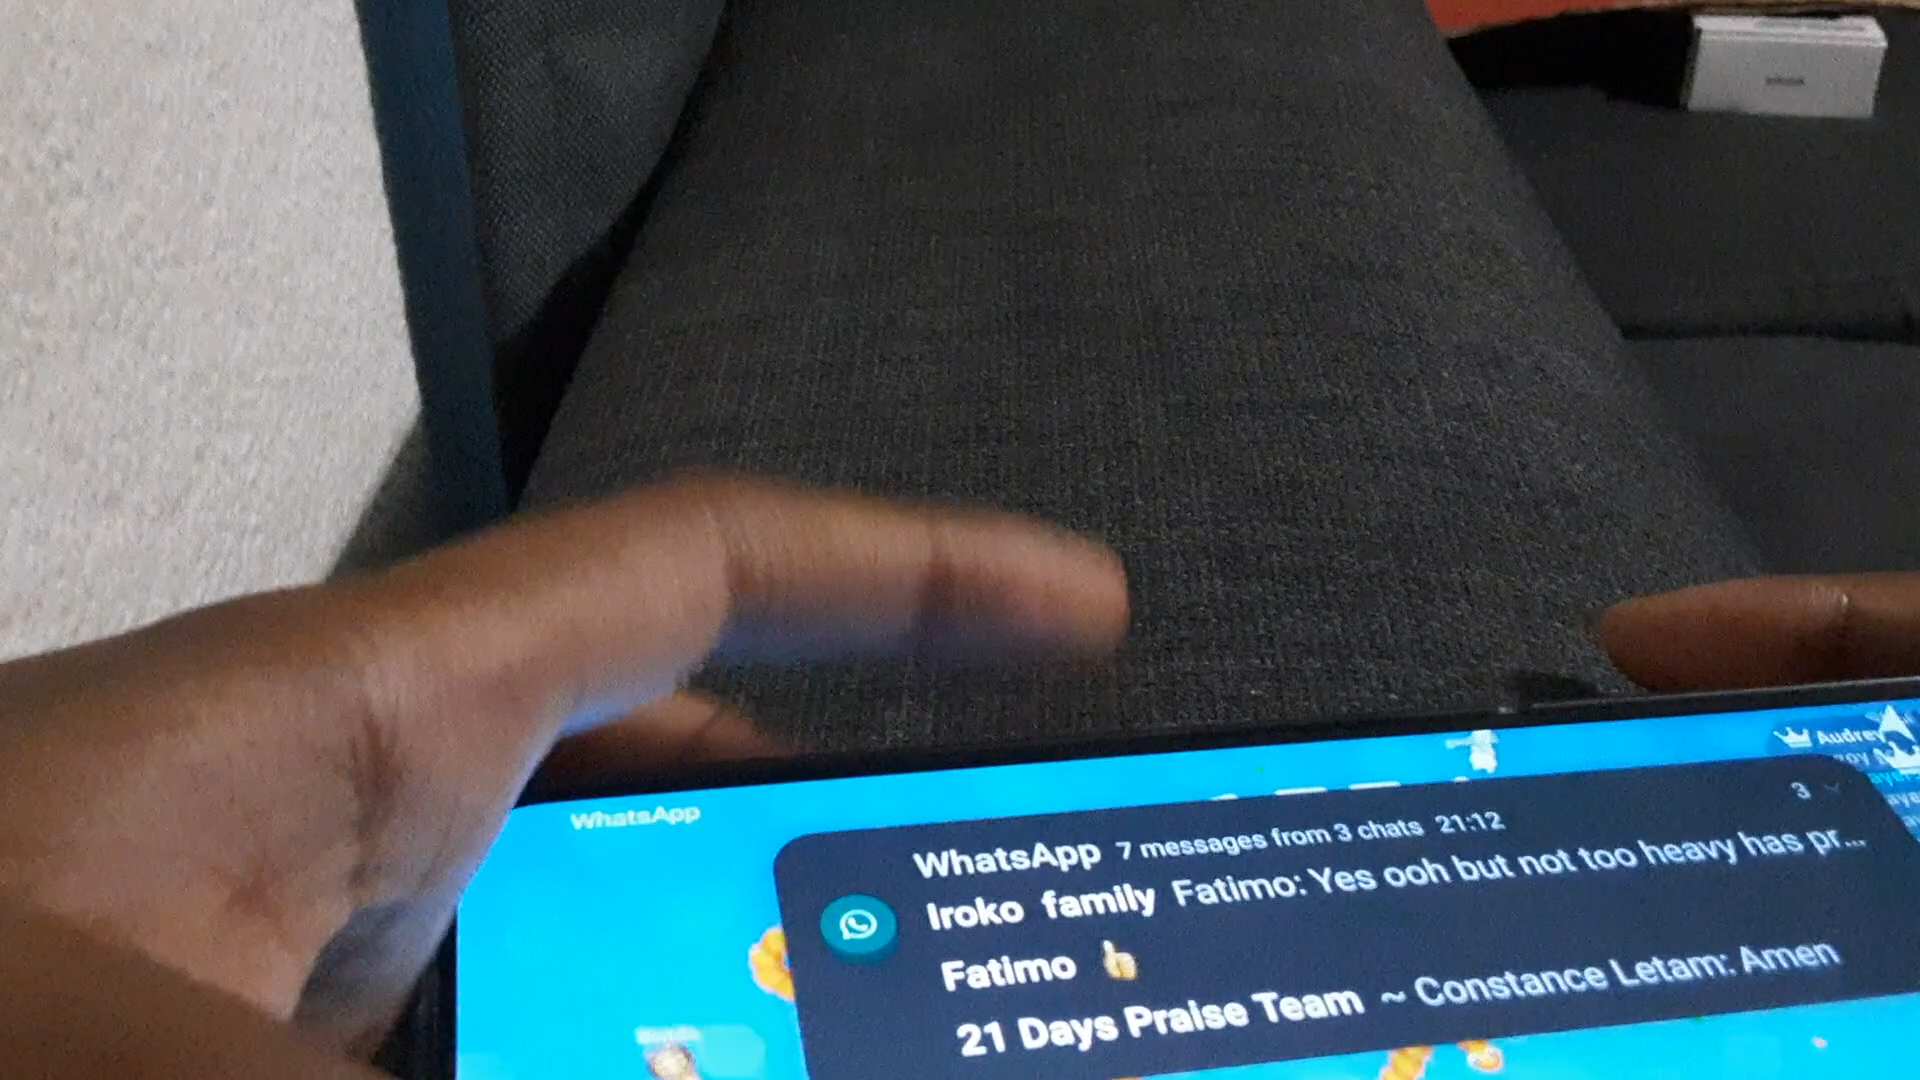 WhatsApp
Audrey
3
WhatsApp 7 messages from 3 chats 21:12
Iroko family Fatimo: Yes ooh but not too heavy has pr...
Fatimo 👍
21 Days Praise Team ~ Constance Letam: Amen